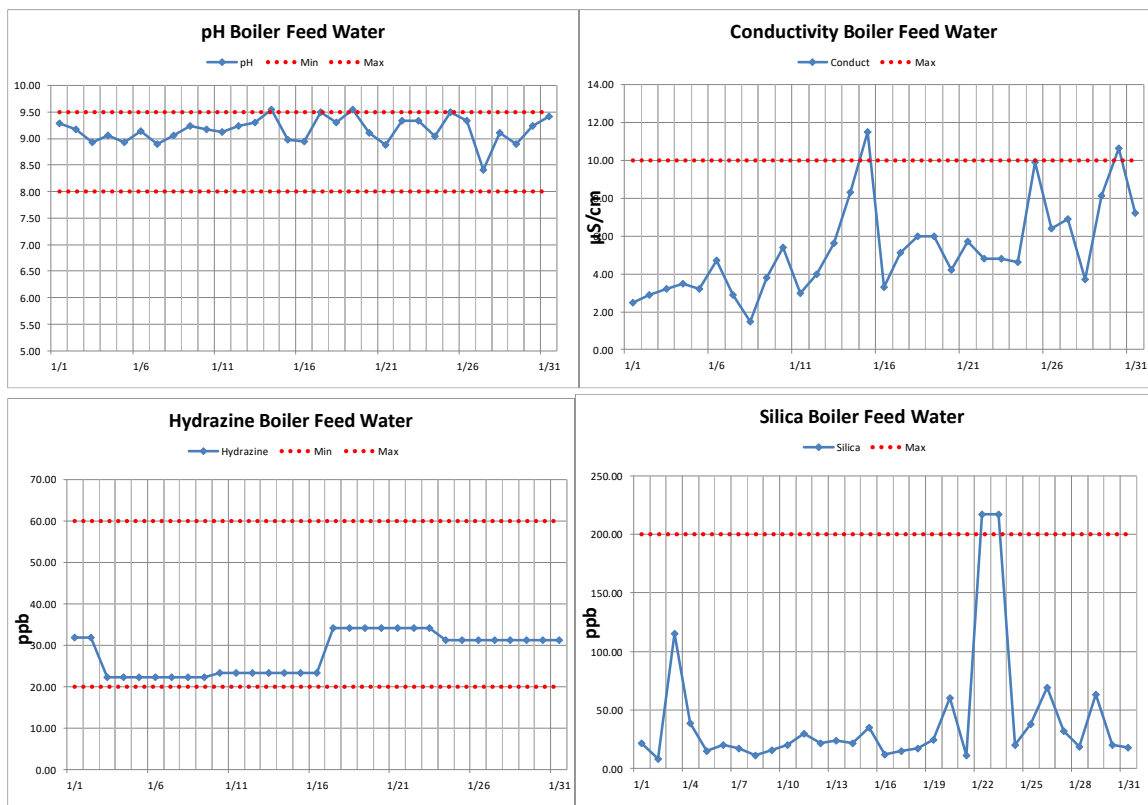 pH Boiler Feed Water
pH Min Max
10.00
9.50
9.00
8.50
8.00
7.50
7.00
6.50
6.00
5.50
5.00
1/1 1/6 1/11 1/16 1/21 1/26 1/31
Conductivity Boiler Feed Water
Conduct Max
µS/cm
14.00
12.00
10.00
8.00
6.00
4.00
2.00
0.00
1/1 1/6 1/11 1/16 1/21 1/26 1/31
Hydrazine Boiler Feed Water
Hydrazine Min Max
ppb
70.00
60.00
50.00
40.00
30.00
20.00
10.00
0.00
1/1 1/6 1/11 1/16 1/21 1/26 1/31
Silica Boiler Feed Water
Silica Max
ppb
250.00
200.00
150.00
100.00
50.00
0.00
1/1 1/4 1/7 1/10 1/13 1/16 1/19 1/22 1/25 1/28 1/31